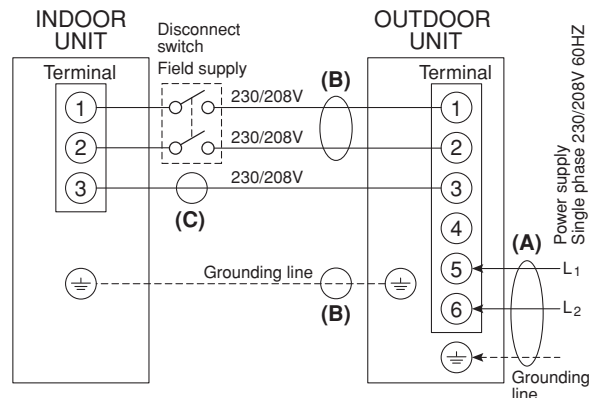 INDOOR
UNIT
Disconnect
switch
Field supply
OUTDOOR
UNIT
Terminal
Terminal
(B)
230/208V
1
1
230/208V
2
2
230/208V
3
3
(C)
4
(A)
Power supply
Single phase 230/208V 60HZ
5
L1
Grounding line
(B)
6
L2
Grounding
line